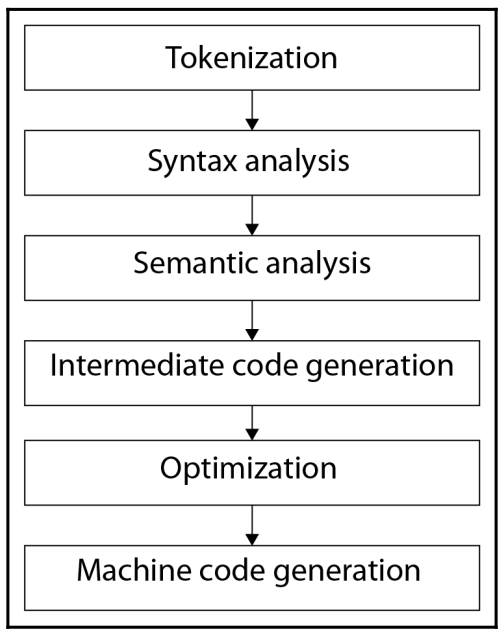 Tokenization
Syntax analysis
Semantic analysis
Intermediate code generation
Optimization
Machine code generation